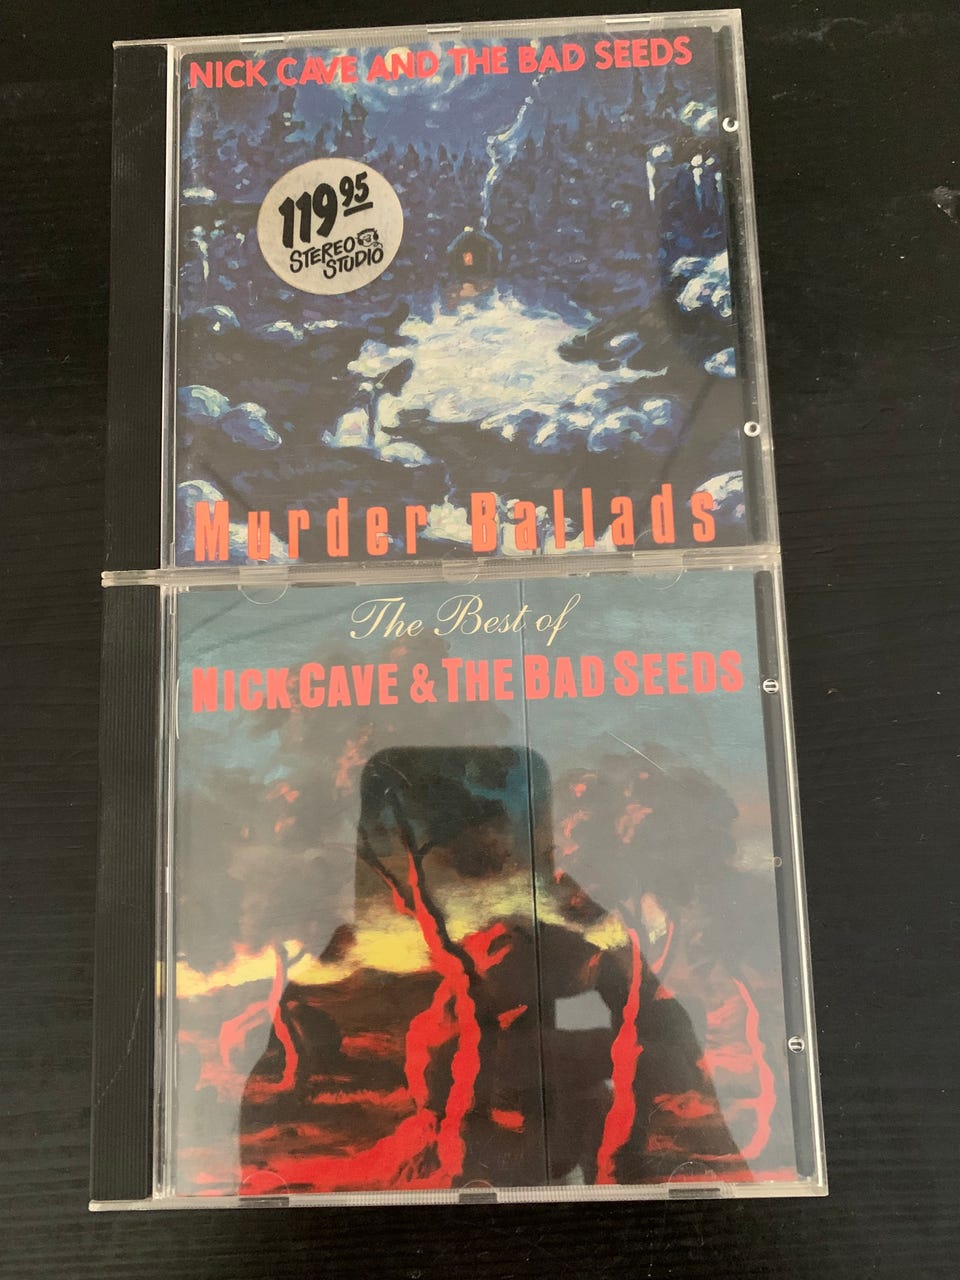 NICK CAVE AND THE BAD SEEDS
119 95
STEREO
STUDIO
Murder Ballads
The Best of
NICK CAVE & THE BAD SEEDS